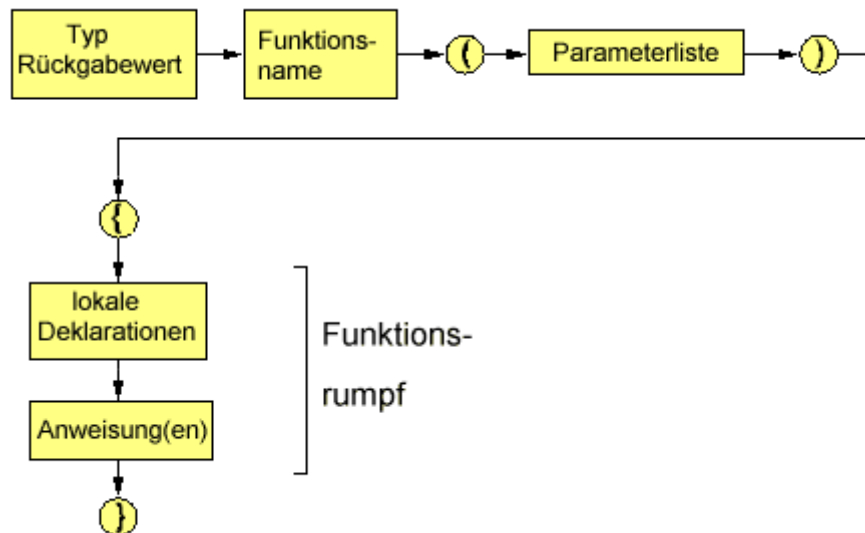 Typ
Rückgabewert
Funktions-
name
(
Parameterliste
)
{
lokale
Deklarationen
Anweisung(en)
}
Funktions-
rumpf